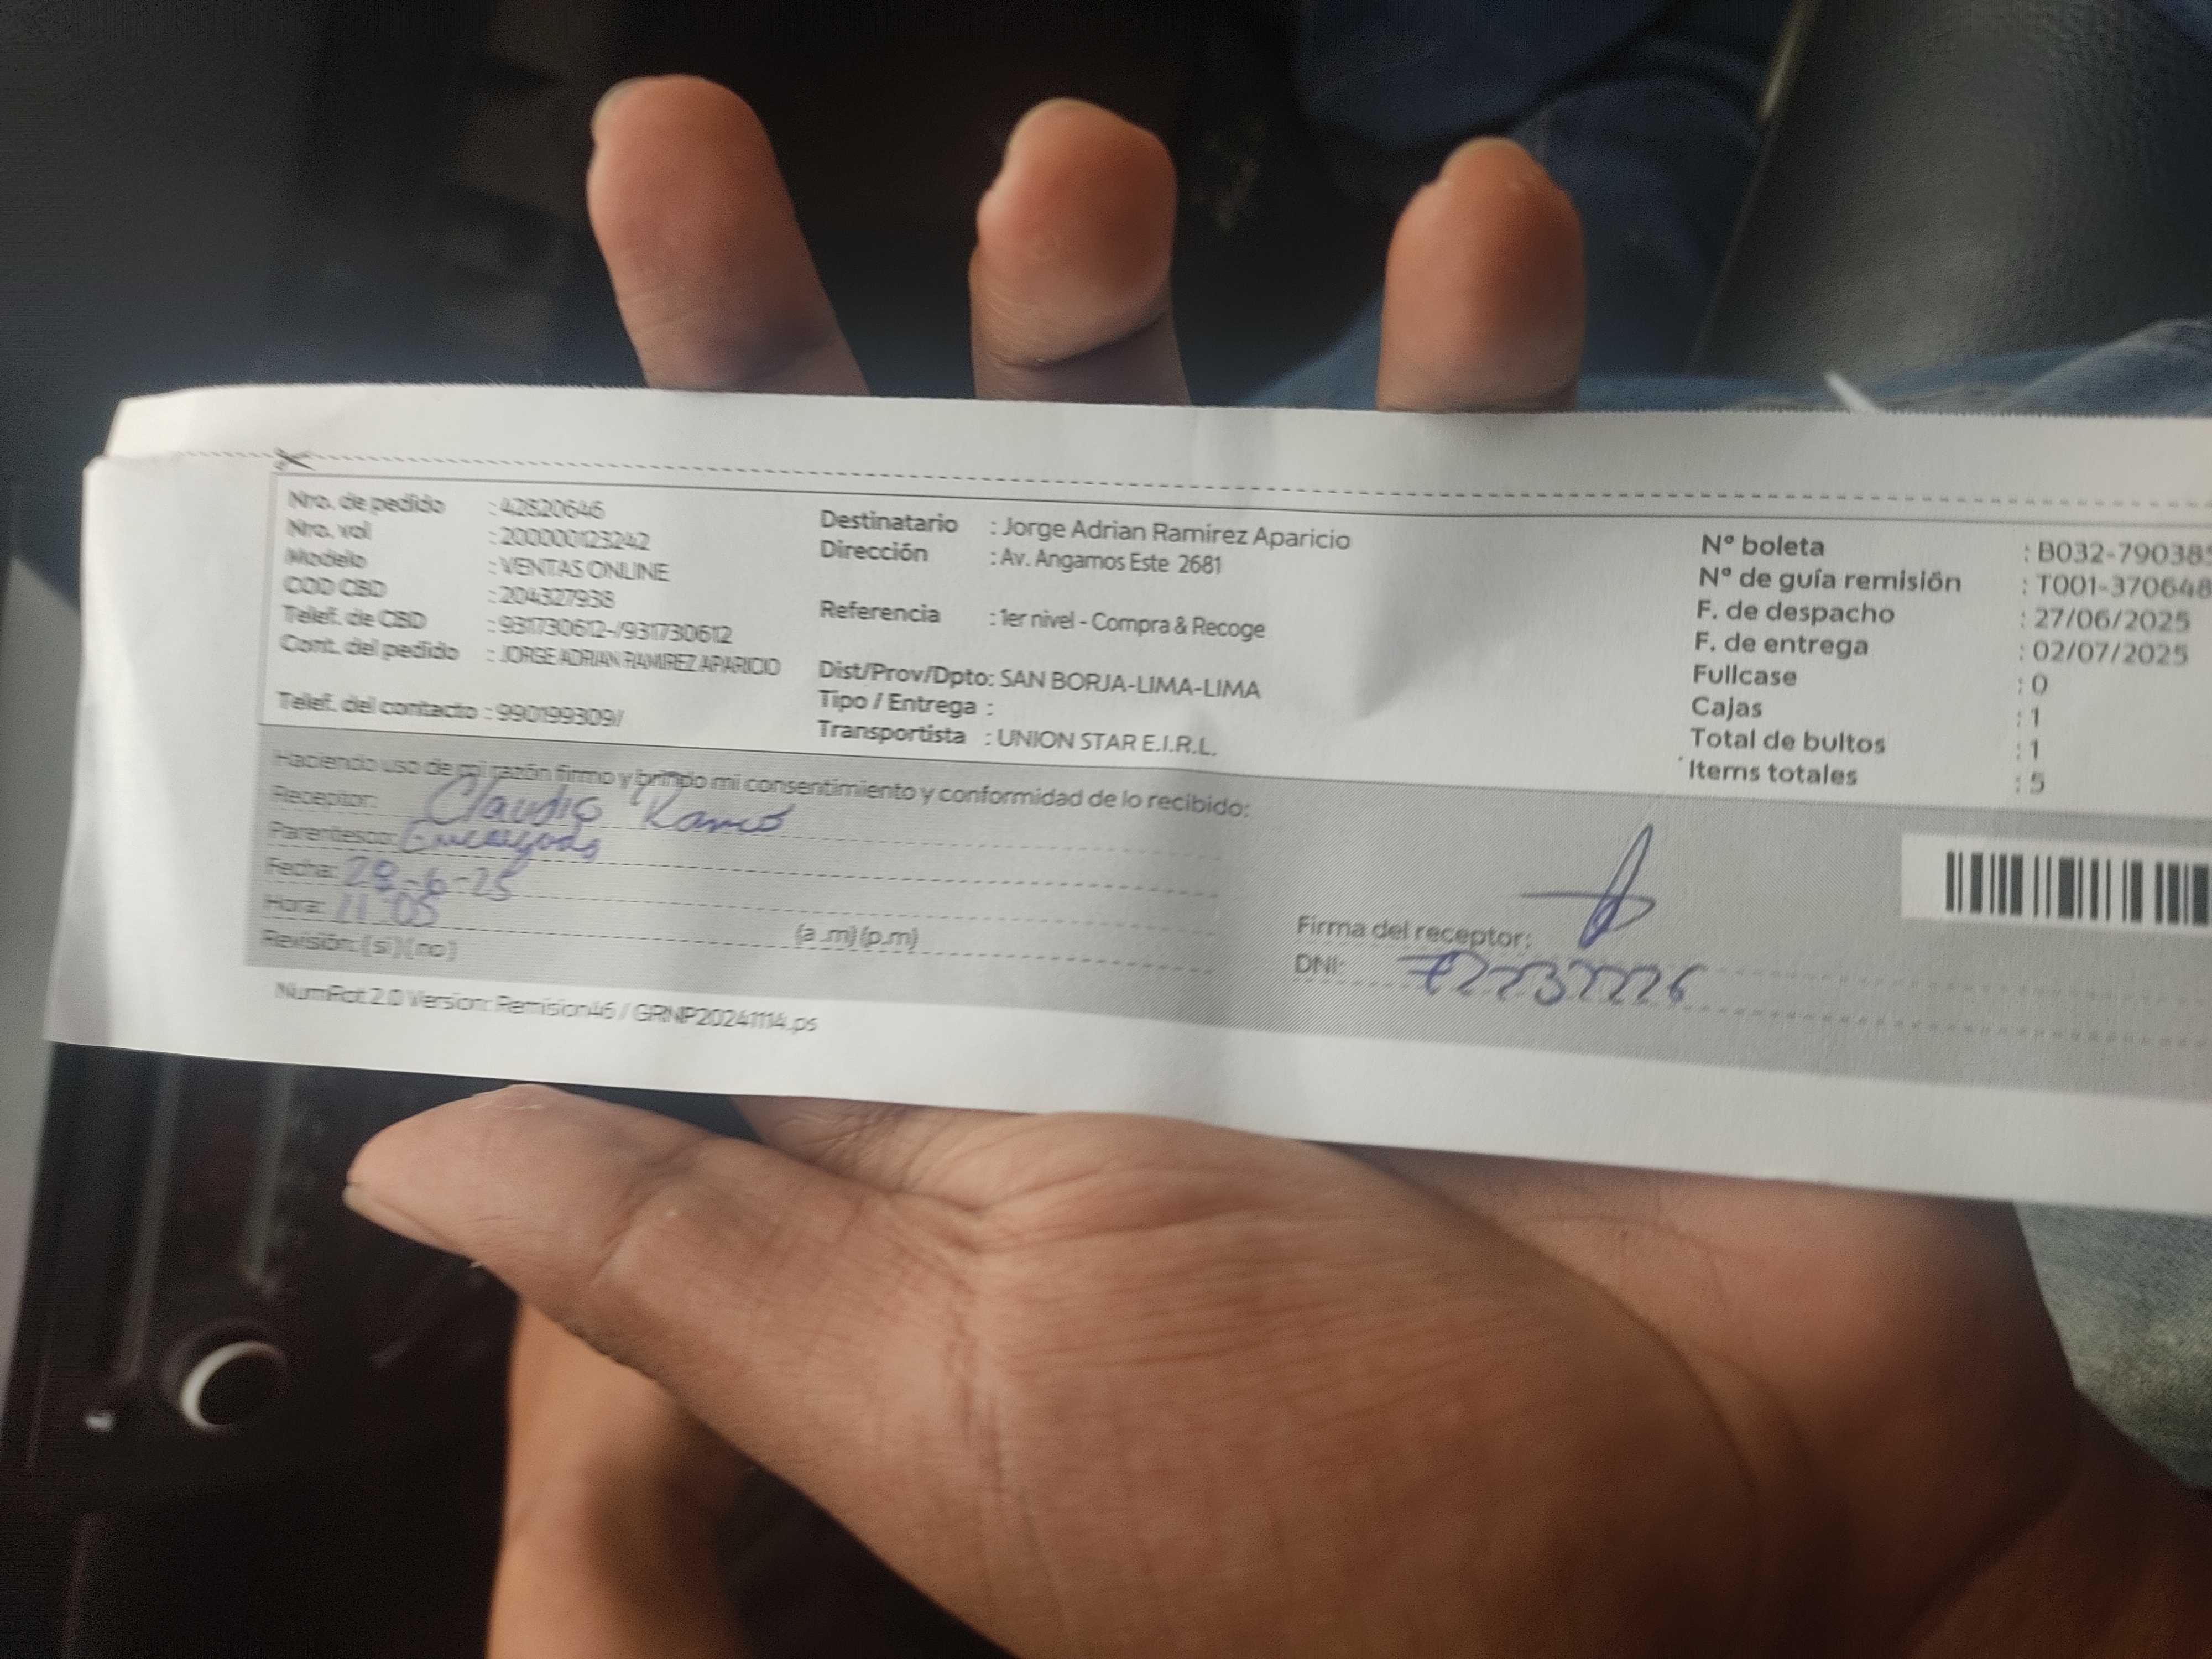 Nro. de pedido : 42820646
Nro. vol : 200000123242
Modelo : VENTAS ONLINE
COD CBD : 204327938
Telef. de CBD : 931730612-/931730612
Cont. del pedido : JORGE ADRIAN RAMIREZ APARICIO
Telef. del contacto : 990199309/
Destinatario : Jorge Adrian Ramirez Aparicio
Dirección : Av. Angamos Este 2681
Referencia : 1er nivel - Compra & Recoge
Dist/Prov/Dpto: SAN BORJA-LIMA-LIMA
Tipo / Entrega :
Transportista : UNION STAR E.I.R.L.
N° boleta : B032-790385
N° de guía remisión : T001-370648
F. de despacho : 27/06/2025
F. de entrega : 02/07/2025
Fullcase : 0
Cajas : 1
Total de bultos : 1
Items totales : 5
Haciendo uso de mi razón firmo y brindo mi consentimiento y conformidad de lo recibido:
Receptor: Claudio Ramos
Parentesco: Encargado
Fecha: 28-6-25
Hora: 11:05 (a.m) (p.m)
Revisión: (si) (no)
Firma del receptor:
DNI:
NumRot 2.0 Version: Remision46 / GRNP20241114.ps